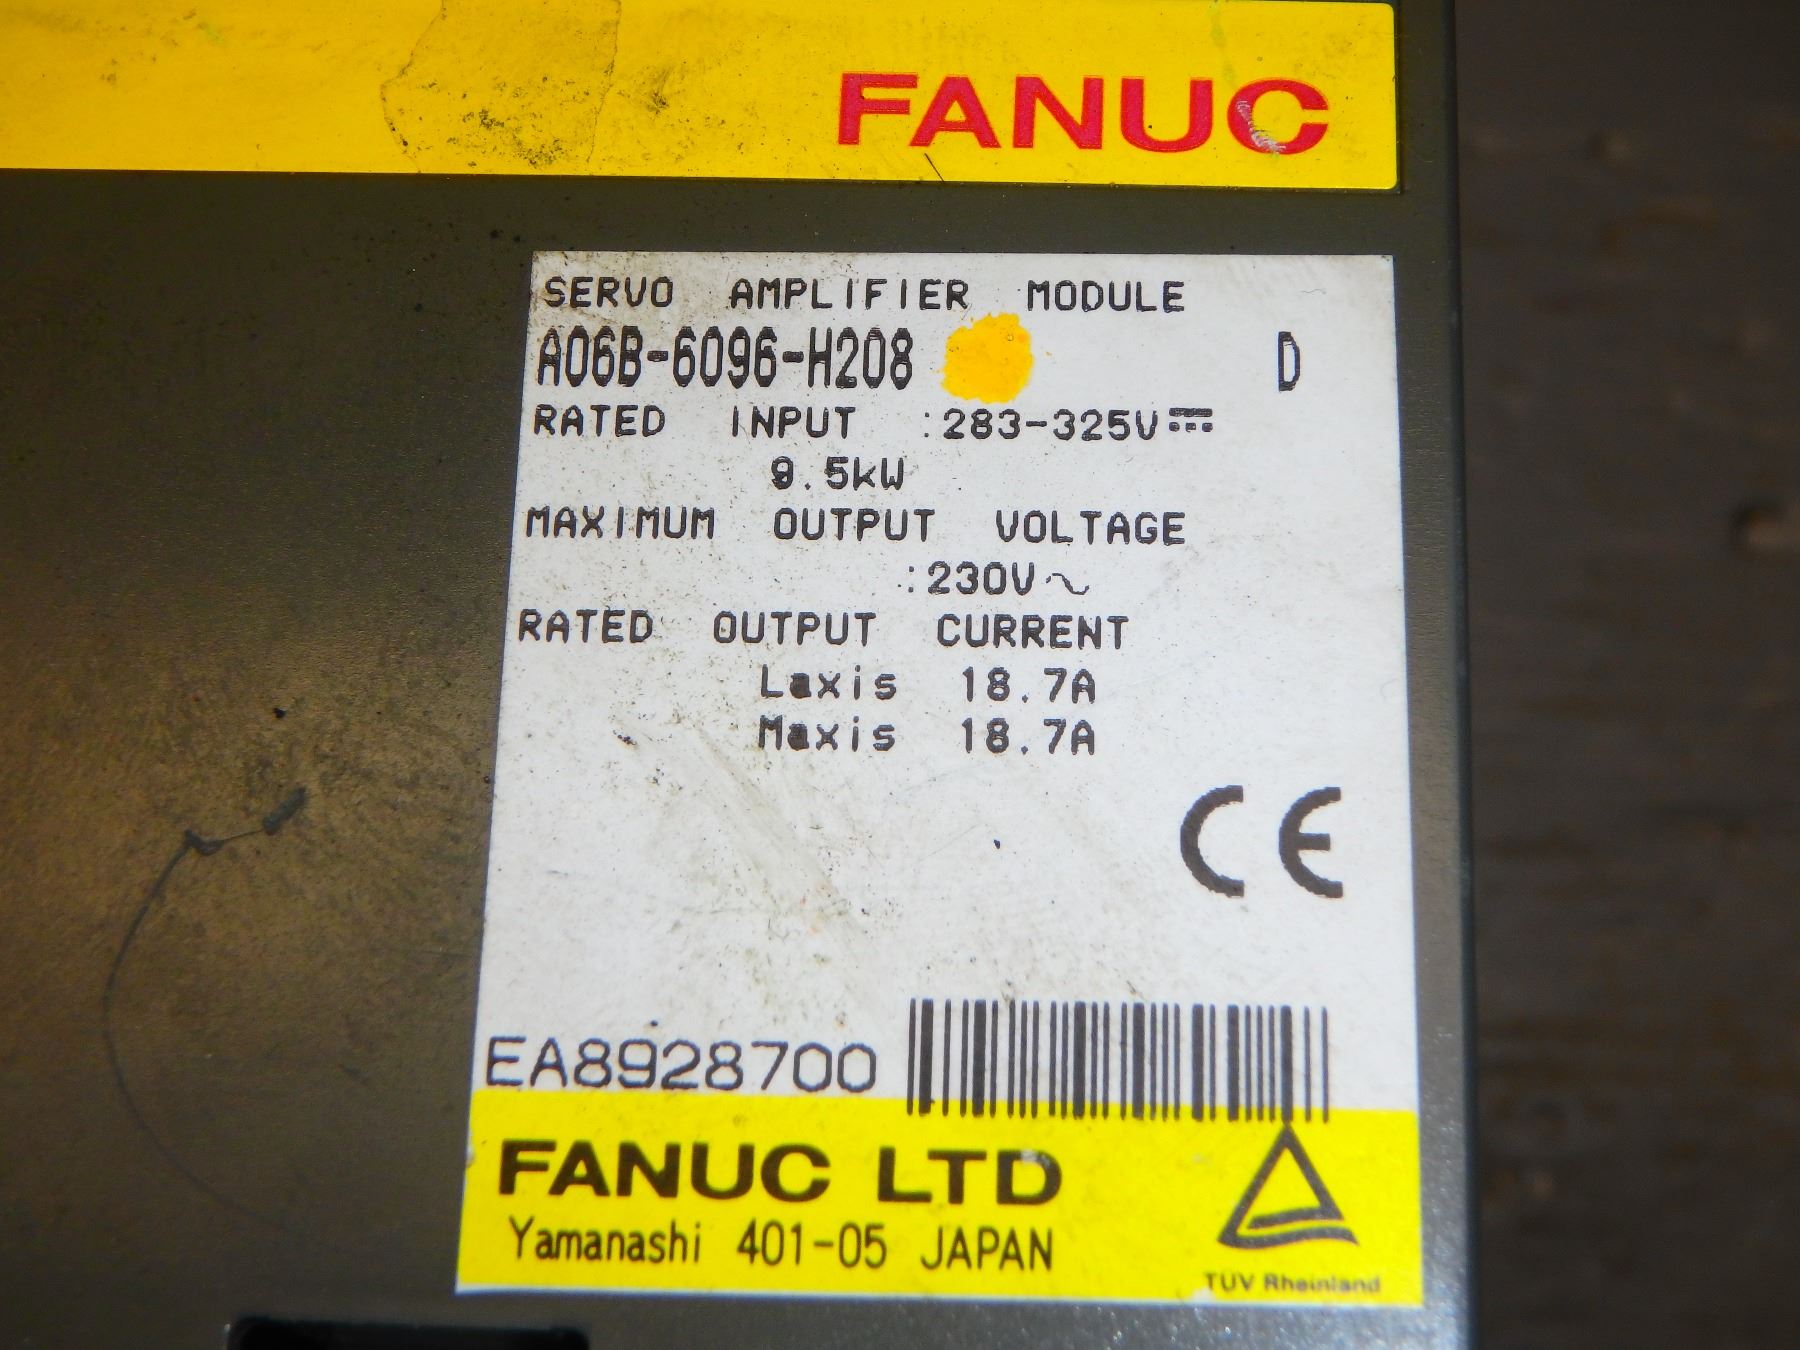 FANUC
SERVO AMPLIFIER MODULE
A06B-6096-H208 D
RATED INPUT :283-325V⎓
9.5kW
MAXIMUM OUTPUT VOLTAGE
:230V~
RATED OUTPUT CURRENT
Laxis 18.7A
Maxis 18.7A
CE
EA8928700
FANUC LTD
Yamanashi 401-05 JAPAN
TÜV Rheinland